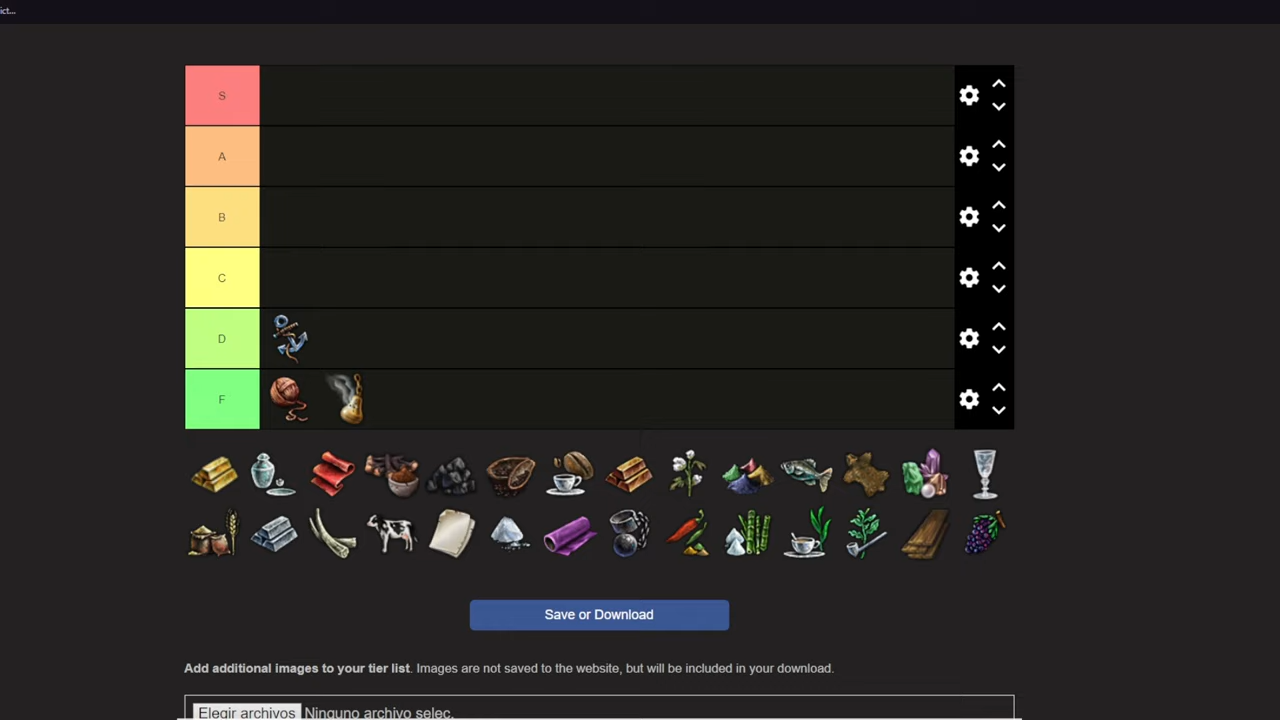 ict...
S
A
B
C
D
F
Save or Download
Add additional images to your tier list. Images are not saved to the website, but will be included in your download.
Elegir archivos Ninguno archivo selec.